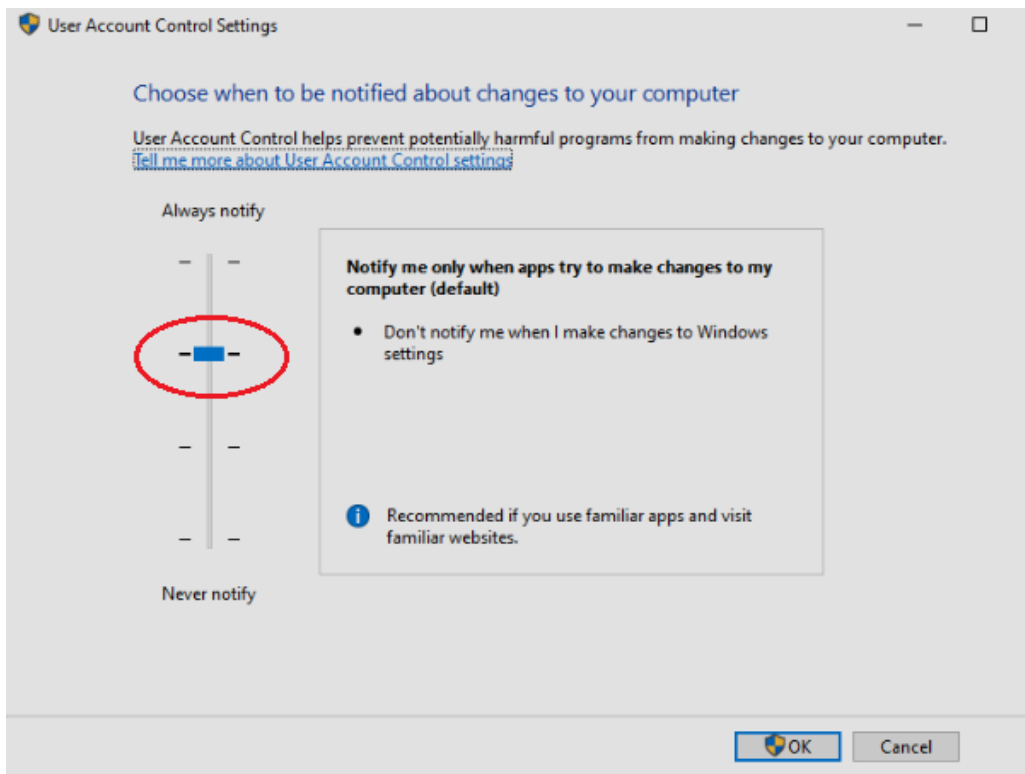 User Account Control Settings
Choose when to be notified about changes to your computer
User Account Control helps prevent potentially harmful programs from making changes to your computer.
Tell me more about User Account Control settings
Always notify
Notify me only when apps try to make changes to my
computer (default)
• Don't notify me when I make changes to Windows
settings
Recommended if you use familiar apps and visit
familiar websites.
Never notify
OK
Cancel